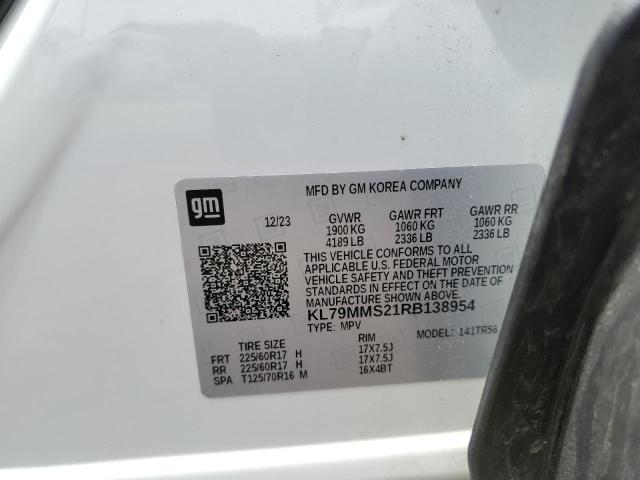 MFD BY GM KOREA COMPANY
gm
12/23 GVWR GAWR FRT GAWR RR
1900 KG 1060 KG 1060 KG
4189 LB 2336 LB 2336 LB
THIS VEHICLE CONFORMS TO ALL
APPLICABLE U.S. FEDERAL MOTOR
VEHICLE SAFETY AND THEFT PREVENTION
STANDARDS IN EFFECT ON THE DATE OF
MANUFACTURE SHOWN ABOVE.
KL79MMS21RB138954
TYPE: MPV MODEL: 141TR56
TIRE SIZE RIM
FRT 225/60R17 H 17X7.5J
RR 225/60R17 H 17X7.5J
SPA T125/70R16 M 16X4BT